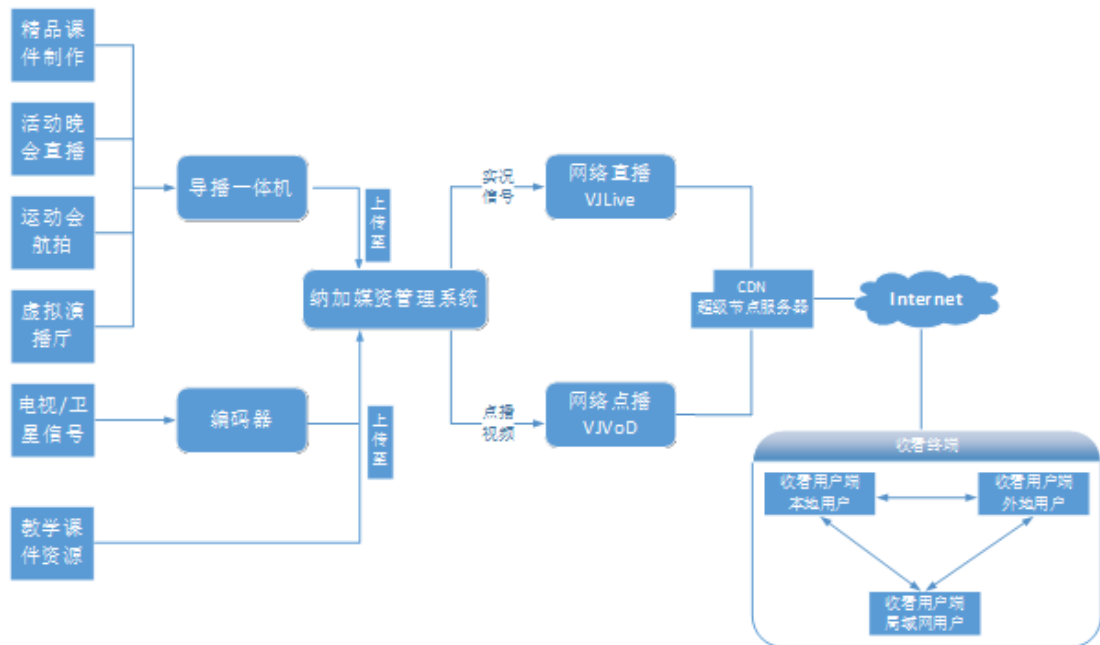 精品课
件制作
活动晚
会直播
运动会
航拍
虚拟演
播厅
电视/卫
星信号
教学课
件资源
导播一体机
编码器
上传至
上传至
纳加媒资管理系统
实况
信号
点播
视频
网络直播
VJLive
网络点播
VJVoD
CDN
超级节点服务器
Internet
收看终端
收看用户端
本地用户
收看用户端
外地用户
收看用户端
局域网用户